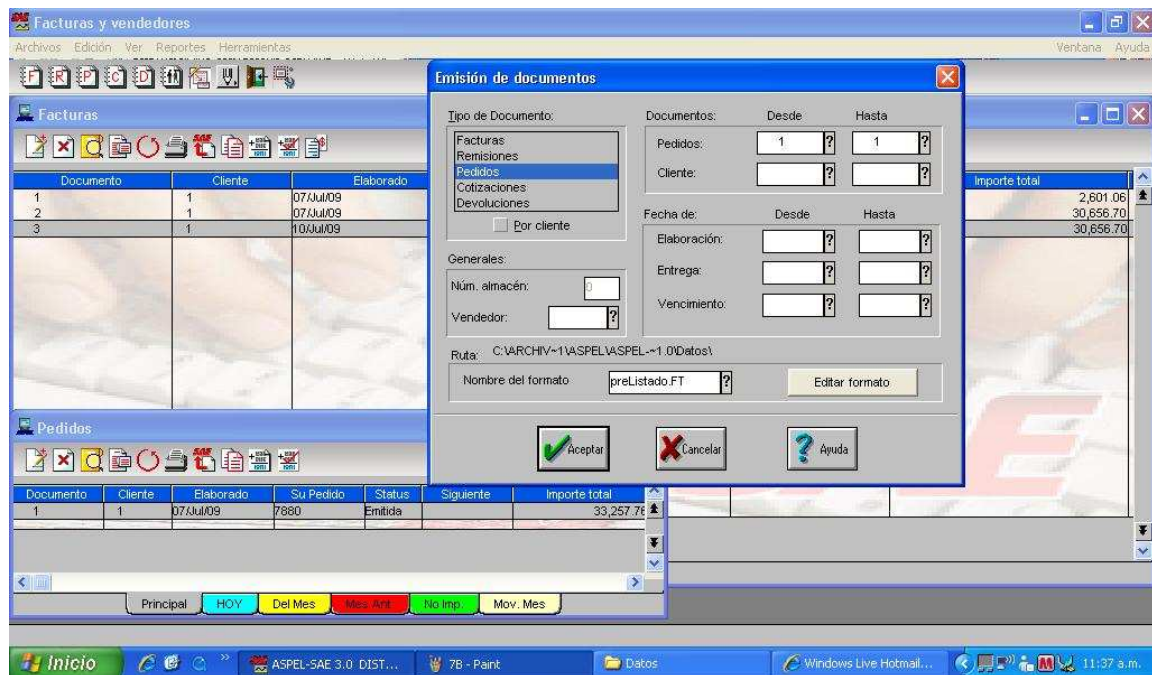 Facturas y vendedores
Archivos Edición Ver Reportes Herramientas Ventana Ayuda
Facturas
Documento Cliente Elaborado Importe total
1 1 07/Jul/09 2,601.06
2 1 07/Jul/09 30,656.70
3 1 10/Jul/09 30,656.70
Emisión de documentos
Tipo de Documento:
Facturas
Remisiones
Pedidos
Cotizaciones
Devoluciones
Por cliente
Generales:
Núm. almacén: 0
Vendedor: ?
Documentos: Desde Hasta
Pedidos: 1 ? 1 ?
Cliente: ? ?
Fecha de: Desde Hasta
Elaboración: ? ?
Entrega: ? ?
Vencimiento: ? ?
Ruta: C:\ARCHIV~1\ASPEL\ASPEL-~1.0\Datos\
Nombre del formato preListado.FT ? Editar formato
Aceptar Cancelar Ayuda
Pedidos
Documento Cliente Elaborado Su Pedido Status Siguiente Importe total
1 1 07/Jul/09 7880 Emitida 33,257.76
Principal HOY Del Mes Mes Ant. No Imp. Mov. Mes
Inicio ASPEL-SAE 3.0 DIST... 7B - Paint Datos Windows Live Hotmail... 11:37 a.m.